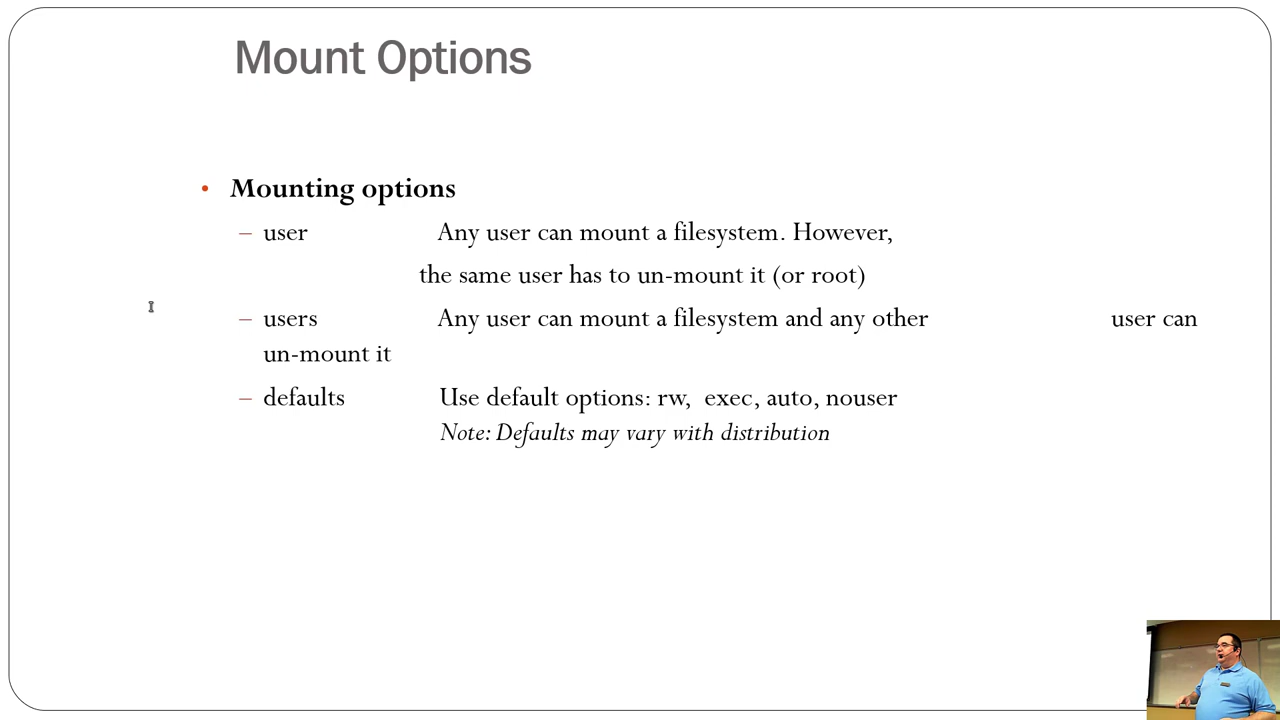 Mount Options
• Mounting options
– user Any user can mount a filesystem. However,
the same user has to un-mount it (or root)
– users Any user can mount a filesystem and any other user can
un-mount it
– defaults Use default options: rw, exec, auto, nouser
Note: Defaults may vary with distribution